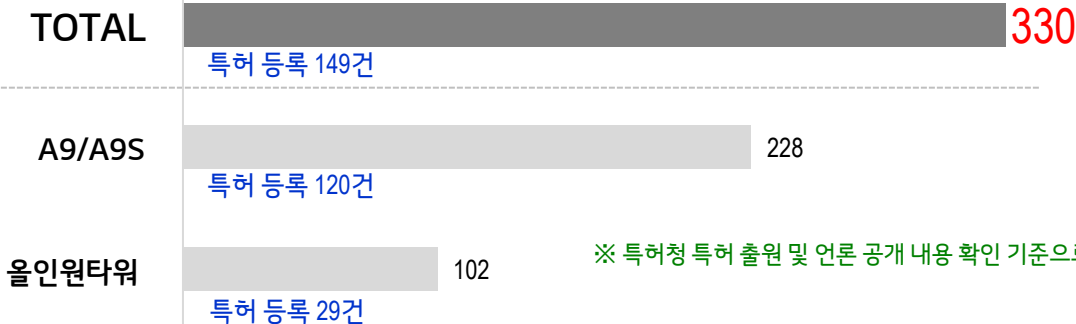 TOTAL 330
특허 등록 149건
A9/A9S 228
특허 등록 120건
올인원타워 102
※ 특허청 특허 출원 및 언론 공개 내용 확인 기준으로
특허 등록 29건